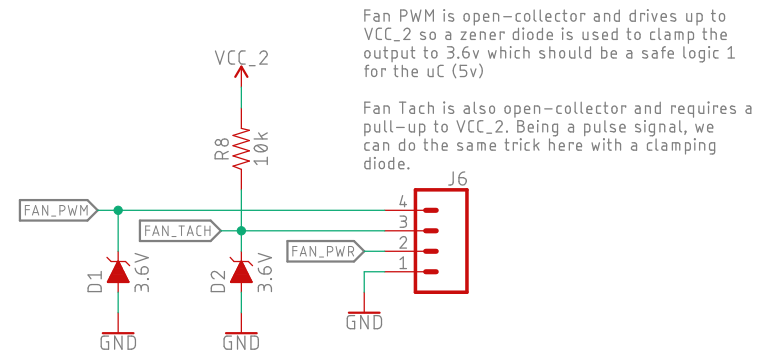 Fan PWM is open-collector and drives up to
VCC_2 so a zener diode is used to clamp the
output to 3.6v which should be a safe logic 1
for the uC (5v)
Fan Tach is also open-collector and requires a
pull-up to VCC_2. Being a pulse signal, we
can do the same trick here with a clamping
diode.
VCC_2
R8
10k
J6
FAN_PWM
4
FAN_TACH
3
FAN_PWR
2
1
D1
3.6V
D2
3.6V
GND
GND
GND